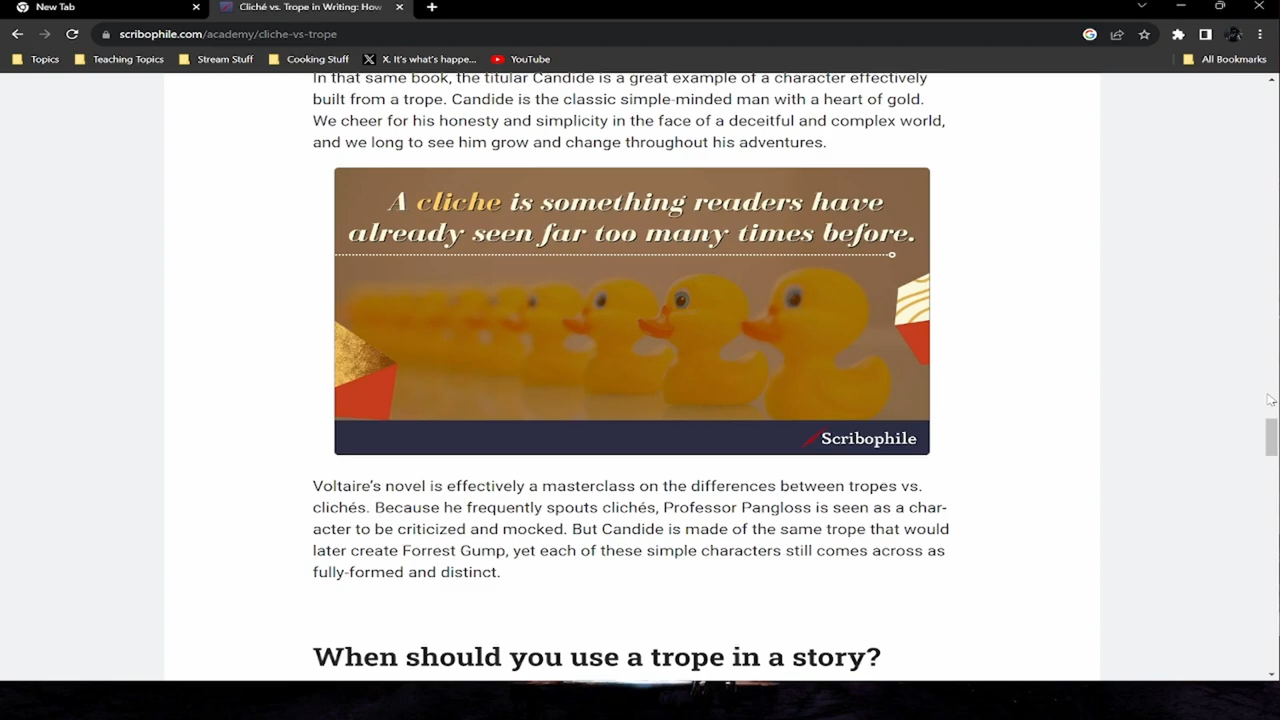 New Tab
Cliché vs. Trope in Writing: How
scribophile.com/academy/cliche-vs-trope
Topics
Teaching Topics
Stream Stuff
Cooking Stuff
X. It's what's happe...
YouTube
All Bookmarks
In that same book, the titular Candide is a great example of a character effectively
built from a trope. Candide is the classic simple-minded man with a heart of gold.
We cheer for his honesty and simplicity in the face of a deceitful and complex world,
and we long to see him grow and change throughout his adventures.
A cliche is something readers have
already seen far too many times before.
Scribophile
Voltaire's novel is effectively a masterclass on the differences between tropes vs.
clichés. Because he frequently spouts clichés, Professor Pangloss is seen as a char-
acter to be criticized and mocked. But Candide is made of the same trope that would
later create Forrest Gump, yet each of these simple characters still comes across as
fully-formed and distinct.
When should you use a trope in a story?